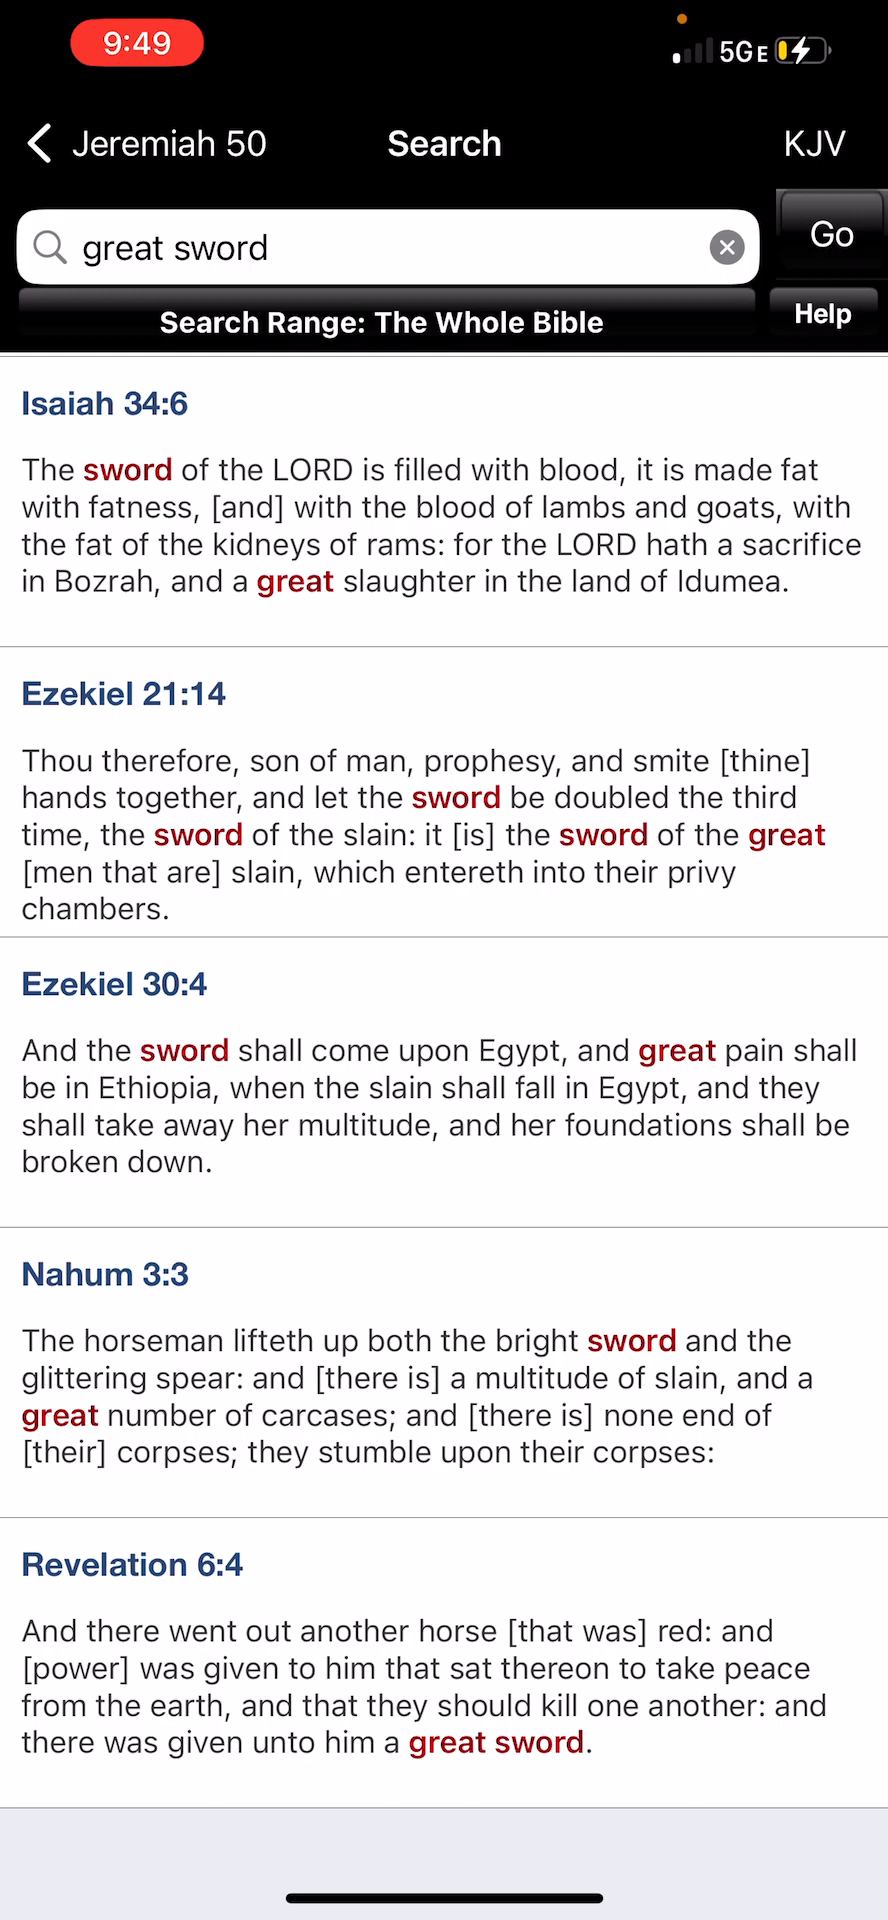 9:49
5GE
Jeremiah 50
Search
KJV
great sword
Go
Search Range: The Whole Bible
Help
Isaiah 34:6
The sword of the LORD is filled with blood, it is made fat
with fatness, [and] with the blood of lambs and goats, with
the fat of the kidneys of rams: for the LORD hath a sacrifice
in Bozrah, and a great slaughter in the land of Idumea.
Ezekiel 21:14
Thou therefore, son of man, prophesy, and smite [thine]
hands together, and let the sword be doubled the third
time, the sword of the slain: it [is] the sword of the great
[men that are] slain, which entereth into their privy
chambers.
Ezekiel 30:4
And the sword shall come upon Egypt, and great pain shall
be in Ethiopia, when the slain shall fall in Egypt, and they
shall take away her multitude, and her foundations shall be
broken down.
Nahum 3:3
The horseman lifteth up both the bright sword and the
glittering spear: and [there is] a multitude of slain, and a
great number of carcases; and [there is] none end of
[their] corpses; they stumble upon their corpses:
Revelation 6:4
And there went out another horse [that was] red: and
[power] was given to him that sat thereon to take peace
from the earth, and that they should kill one another: and
there was given unto him a great sword.